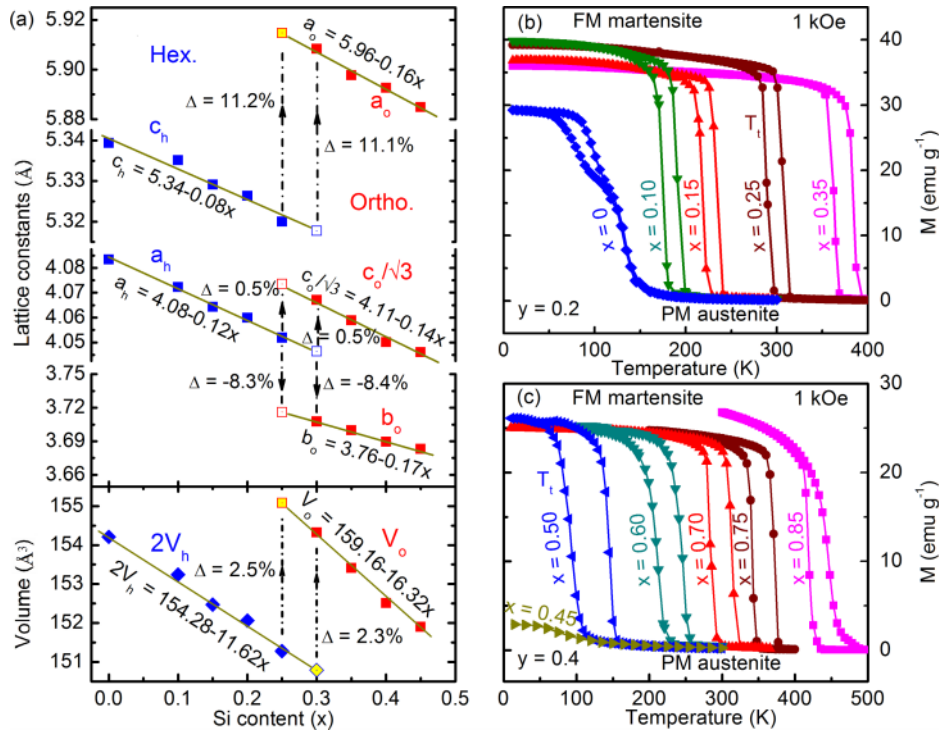 (a)
Lattice constants (Å)
5.92
5.90
5.88
5.34
5.33
5.32
4.08
4.07
4.06
4.05
3.75
3.72
3.69
3.66
Hex.
a_o = 5.96-0.16x
a_o
Δ = 11.2%
Δ = 11.1%
c_h
c_h = 5.34-0.08x
Ortho.
a_h
a_h = 4.08-0.12x
c_o/√3
c_o/√3 = 4.11-0.14x
Δ = 0.5%
Δ = 0.5%
Δ = -8.3%
Δ = -8.4%
b_o
b_o = 3.76-0.17x
Volume (Å³)
155
154
153
152
151
2V_h
2V_h = 154.28-11.62x
V_o = 159.16-16.32x
V_o
Δ = 2.5%
Δ = 2.3%
0.0 0.1 0.2 0.3 0.4 0.5
Si content (x)
(b) FM martensite 1 kOe
40
30
20
10
0
M (emu g⁻¹)
T_t
x = 0
x = 0.10
x = 0.15
x = 0.25
x = 0.35
y = 0.2
PM austenite
0 100 200 300 400
Temperature (K)
(c) FM martensite 1 kOe
30
20
10
0
M (emu g⁻¹)
T_t
x = 0.50
x = 0.60
x = 0.70
x = 0.75
x = 0.85
x = 0.45
y = 0.4
PM austenite
0 100 200 300 400 500
Temperature (K)